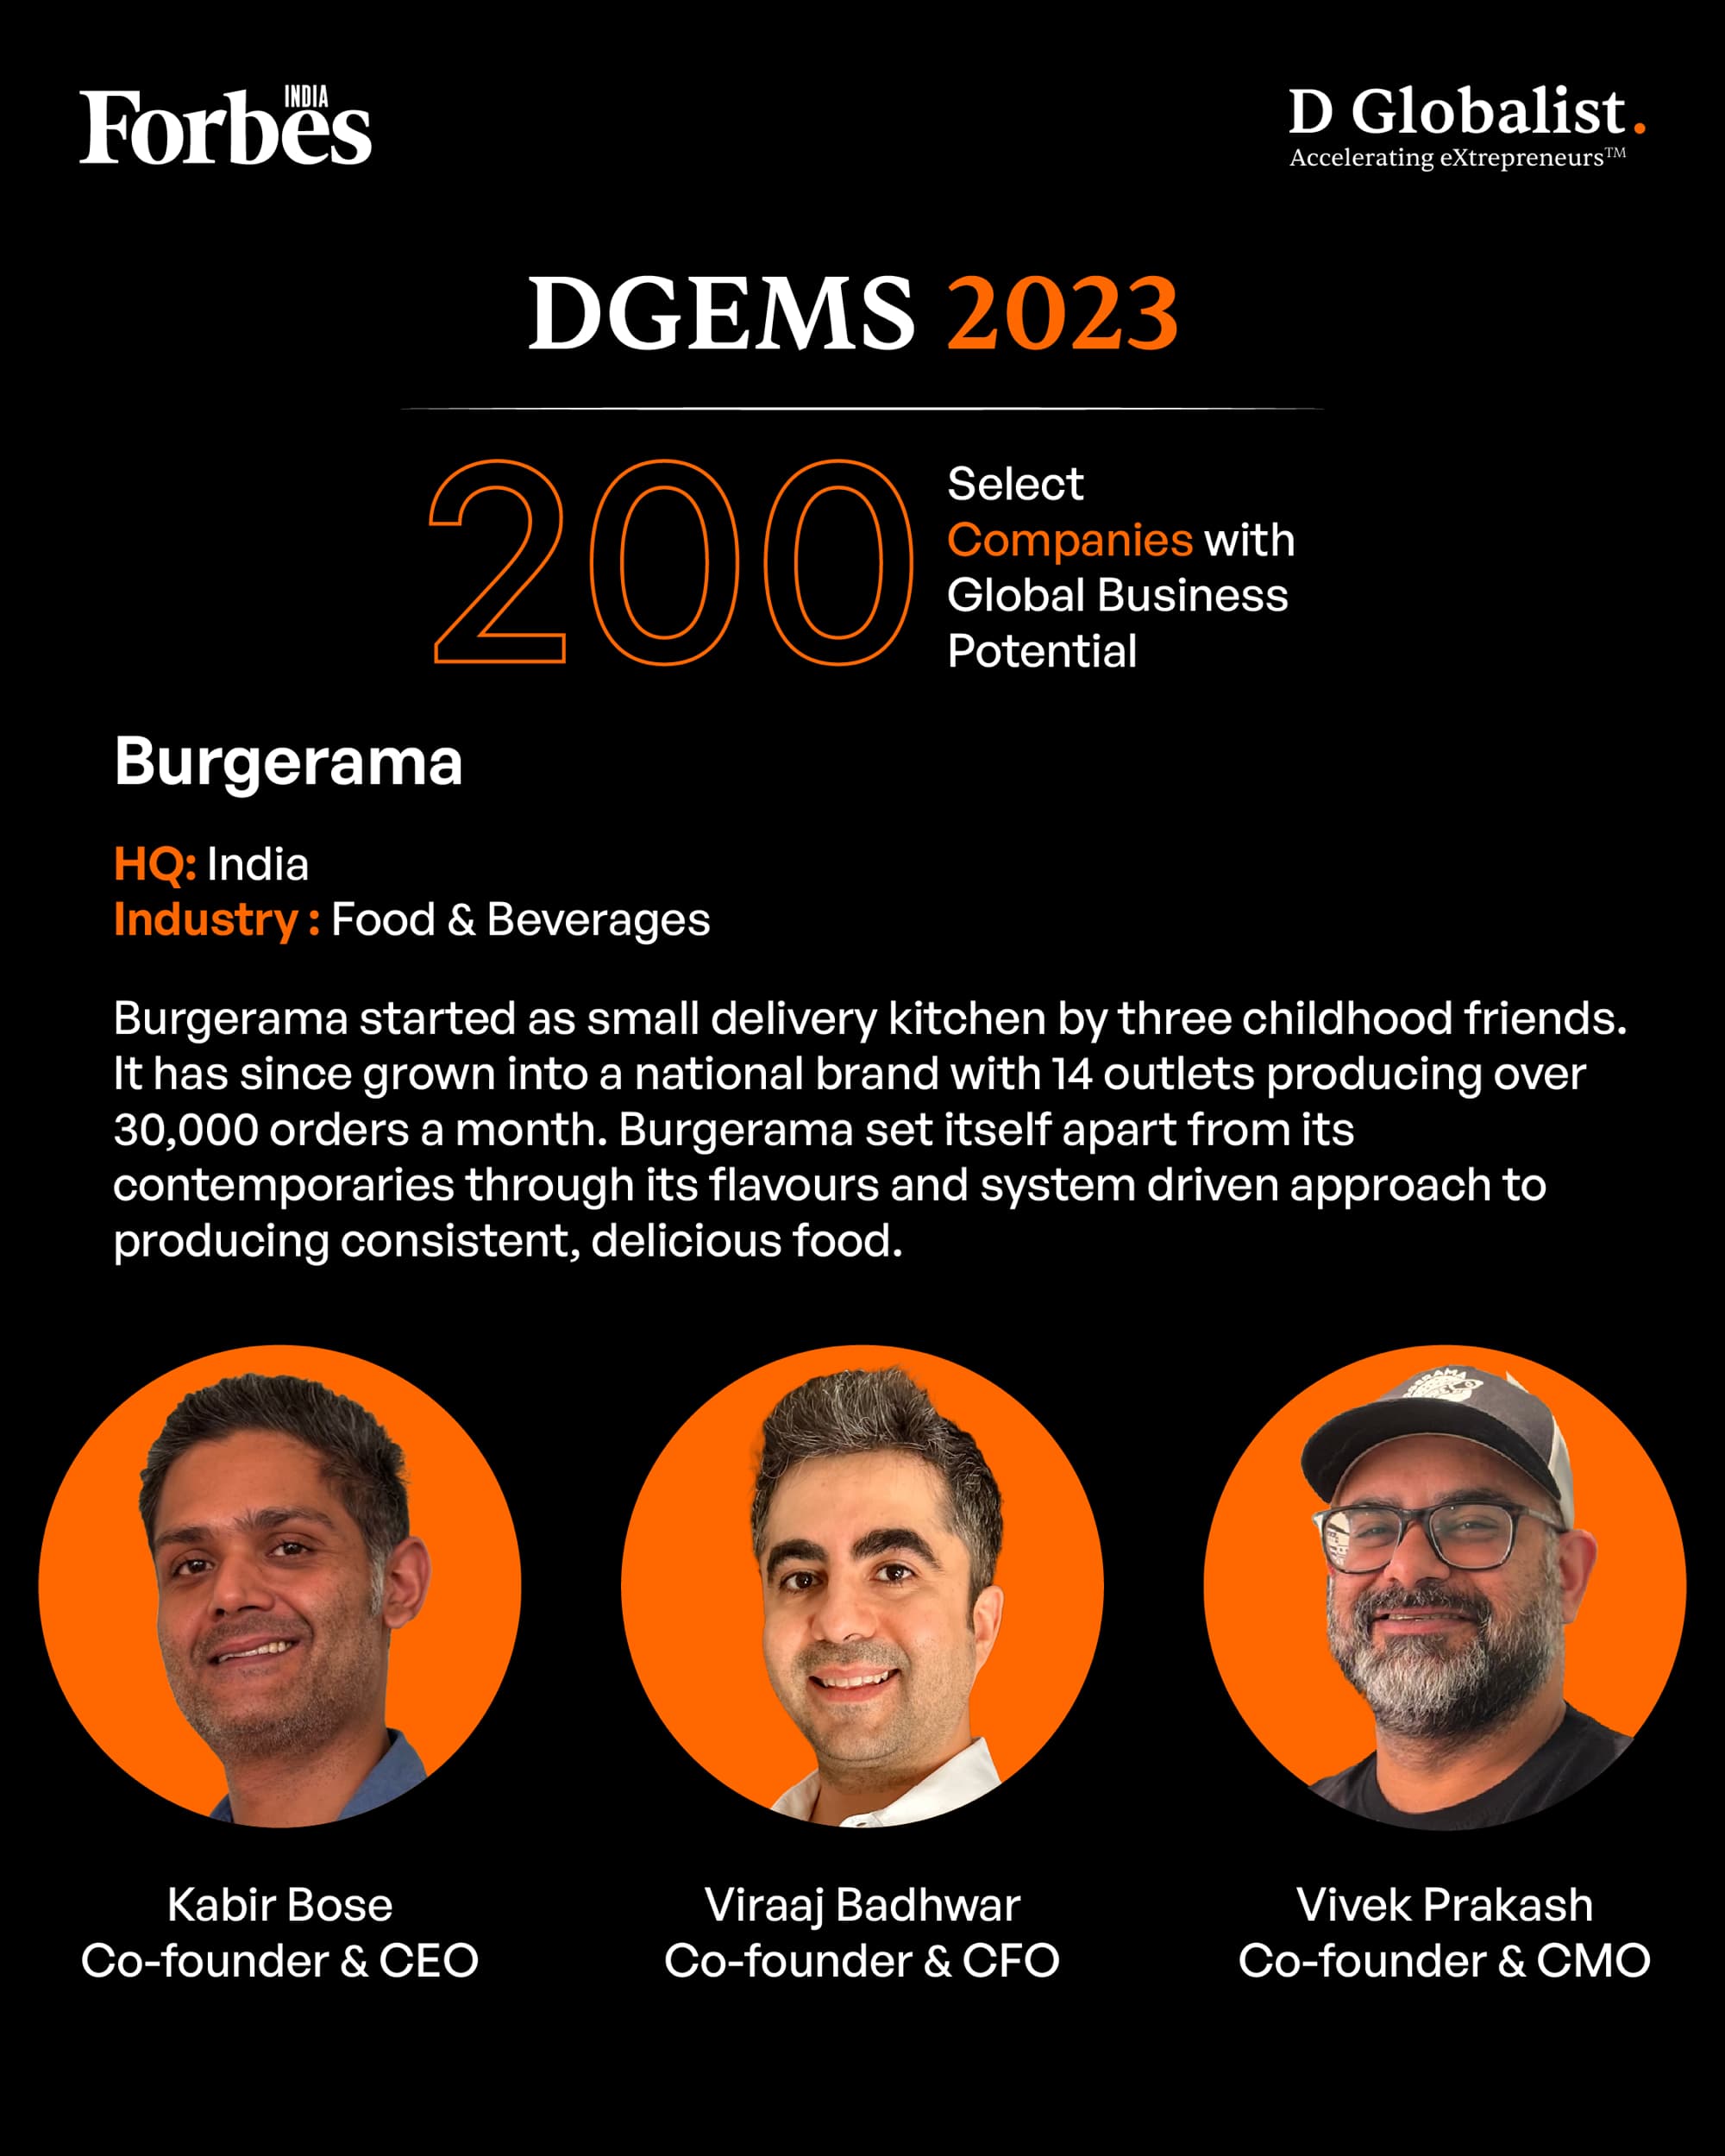 Forbes INDIA
D Globalist.
Accelerating eXtrepreneurs™
DGEMS 2023
200
Select
Companies with
Global Business
Potential
Burgerama
HQ: India
Industry : Food & Beverages
Burgerama started as small delivery kitchen by three childhood friends.
It has since grown into a national brand with 14 outlets producing over
30,000 orders a month. Burgerama set itself apart from its
contemporaries through its flavours and system driven approach to
producing consistent, delicious food.
Kabir Bose
Co-founder & CEO
Viraaj Badhwar
Co-founder & CFO
Vivek Prakash
Co-founder & CMO